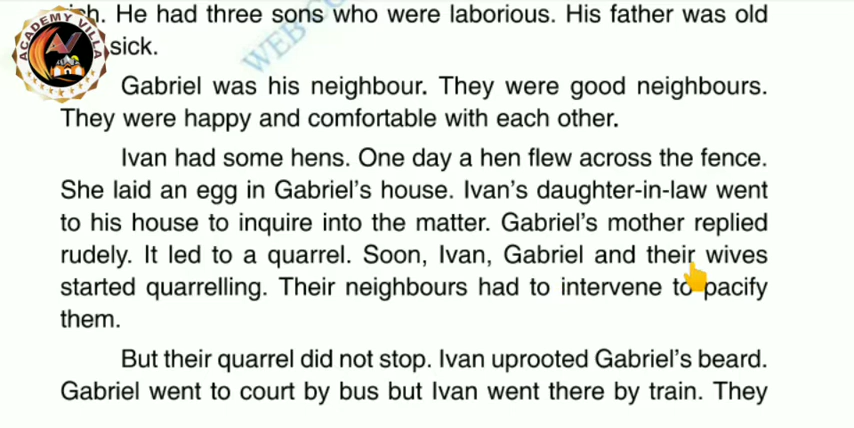 He had three sons who were laborious. His father was old
sick.
Gabriel was his neighbour. They were good neighbours.
They were happy and comfortable with each other.
Ivan had some hens. One day a hen flew across the fence.
She laid an egg in Gabriel's house. Ivan's daughter-in-law went
to his house to inquire into the matter. Gabriel's mother replied
rudely. It led to a quarrel. Soon, Ivan, Gabriel and their wives
started quarrelling. Their neighbours had to intervene to pacify
them.
But their quarrel did not stop. Ivan uprooted Gabriel's beard.
Gabriel went to court by bus but Ivan went there by train. They
ACADEMY VILLA
AV
WEB